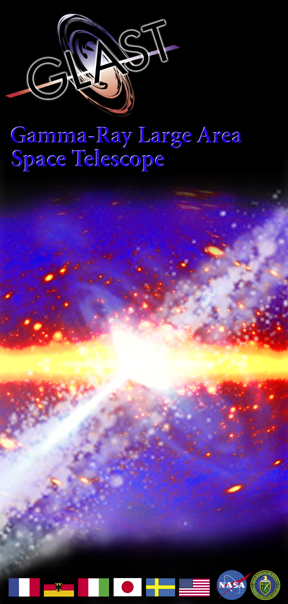 GLAST
Gamma-Ray Large Area
Space Telescope
NASA